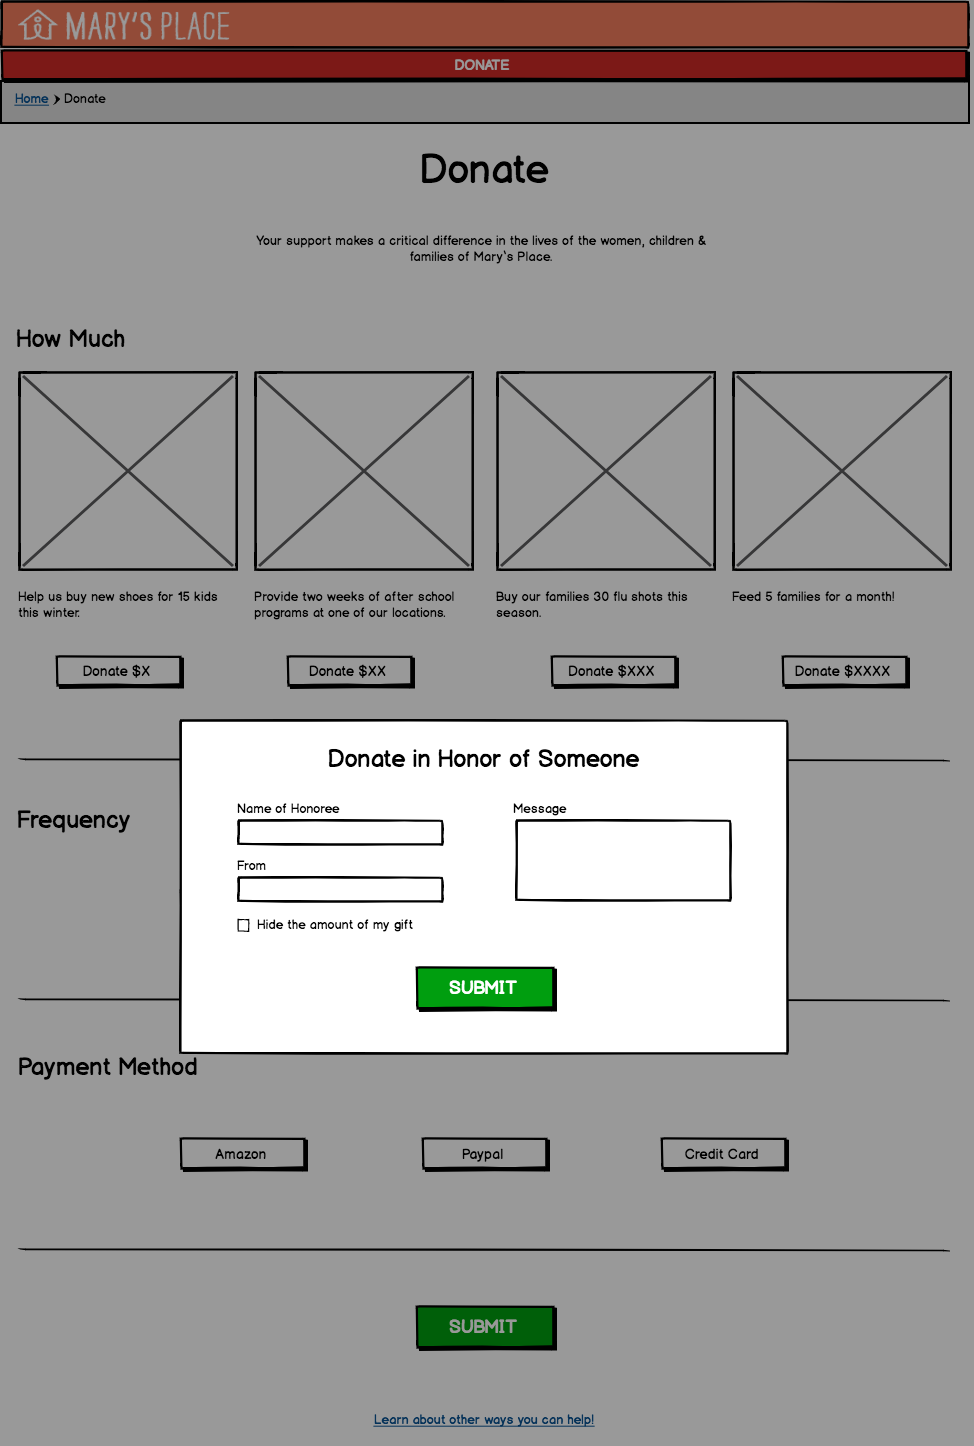 MARY'S PLACE
DONATE
Home > Donate
Donate
Your support makes a critical difference in the lives of the women, children &
families of Mary's Place.
How Much
Help us buy new shoes for 15 kids
this winter.
Provide two weeks of after school
programs at one of our locations.
Buy our families 30 flu shots this
season.
Feed 5 families for a month!
Donate $X
Donate $XX
Donate $XXX
Donate $XXXX
Donate in Honor of Someone
Name of Honoree
Message
From
Hide the amount of my gift
SUBMIT
Frequency
Payment Method
Amazon
Paypal
Credit Card
SUBMIT
Learn about other ways you can help!